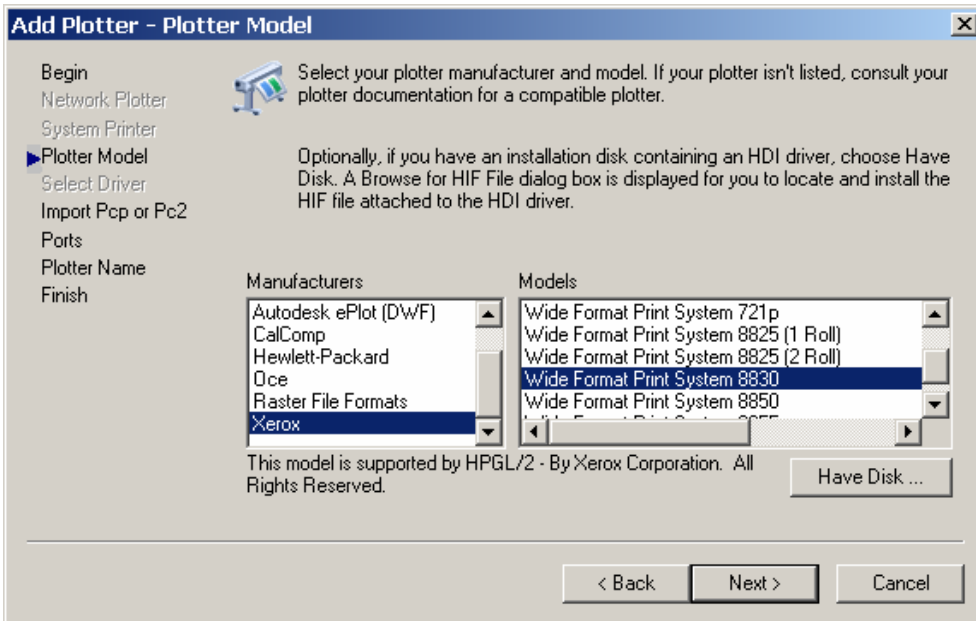 Add Plotter - Plotter Model
Begin
Network Plotter
System Printer
Plotter Model
Select Driver
Import Pcp or Pc2
Ports
Plotter Name
Finish
Select your plotter manufacturer and model. If your plotter isn't listed, consult your
plotter documentation for a compatible plotter.
Optionally, if you have an installation disk containing an HDI driver, choose Have
Disk. A Browse for HIF File dialog box is displayed for you to locate and install the
HIF file attached to the HDI driver.
Manufacturers
Autodesk ePlot (DWF)
CalComp
Hewlett-Packard
Oce
Raster File Formats
Xerox
Models
Wide Format Print System 721p
Wide Format Print System 8825 (1 Roll)
Wide Format Print System 8825 (2 Roll)
Wide Format Print System 8830
Wide Format Print System 8850
This model is supported by HPGL/2 - By Xerox Corporation. All
Rights Reserved.
Have Disk ...
< Back
Next >
Cancel